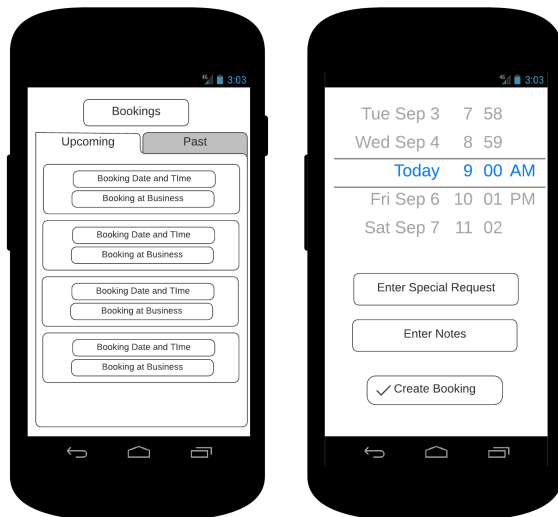 4G 3:03
Bookings
Upcoming Past
Booking Date and TIme
Booking at Business
Booking Date and TIme
Booking at Business
Booking Date and TIme
Booking at Business
Booking Date and TIme
Booking at Business
4G 3:03
Tue Sep 3 7 58
Wed Sep 4 8 59
Today 9 00 AM
Fri Sep 6 10 01 PM
Sat Sep 7 11 02
Enter Special Request
Enter Notes
Create Booking